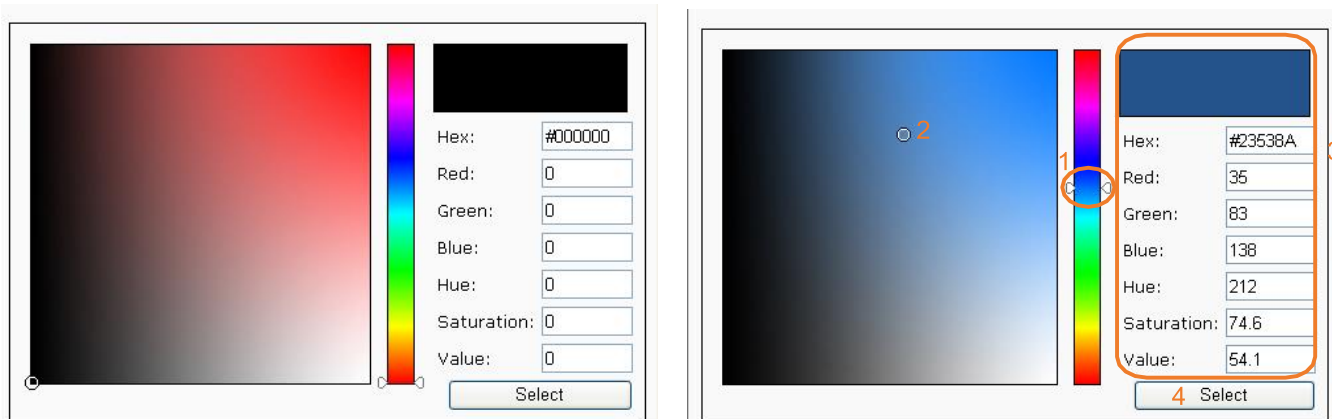 Hex: #000000
Red: 0
Green: 0
Blue: 0
Hue: 0
Saturation: 0
Value: 0
Select
2
1
3
Hex: #23538A
Red: 35
Green: 83
Blue: 138
Hue: 212
Saturation: 74.6
Value: 54.1
4 Select